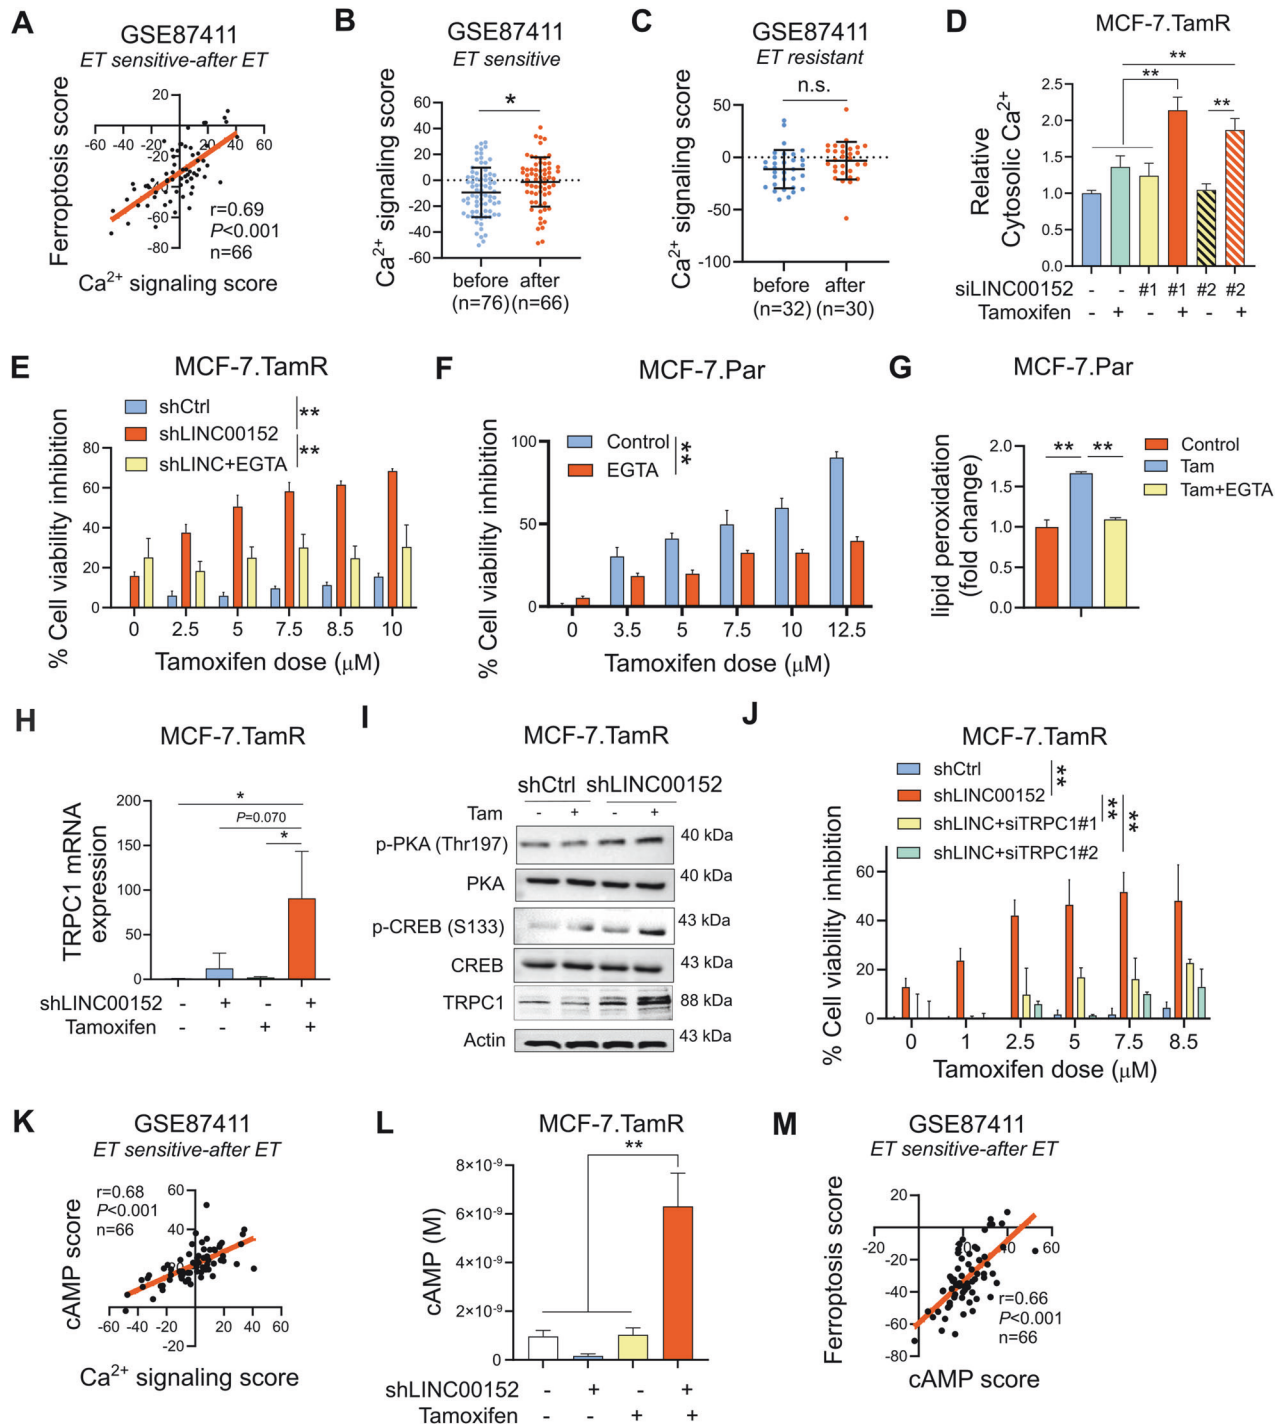 A
GSE87411
ET sensitive-after ET
Ferroptosis score
20
-60 -40 -20 0 20 40 60
-60
-80
r=0.69
P<0.001
n=66
Ca2+ signaling score
B
GSE87411
ET sensitive
Ca2+ signaling score
*
60
40
20
0
-20
-40
-60
before after
(n=76) (n=66)
C
GSE87411
ET resistant
Ca2+ signaling score
n.s.
50
0
-50
-100
before after
(n=32) (n=30)
D
MCF-7.TamR
Relative
Cytosolic Ca2+
**
** **
2.5
2.0
1.5
1.0
0.5
0.0
siLINC00152 - - #1 #1 #2 #2
Tamoxifen - + - + - +
E
MCF-7.TamR
shCtrl
shLINC00152
shLINC+EGTA
**
**
% Cell viability inhibition
80
60
40
20
0
0 2.5 5 7.5 8.5 10
Tamoxifen dose (μM)
F
MCF-7.Par
Control
EGTA
**
% Cell viability inhibition
100
50
0
0 3.5 5 7.5 10 12.5
Tamoxifen dose (μM)
G
MCF-7.Par
Control
Tam
Tam+EGTA
** **
lipid peroxidation
(fold change)
2.0
1.5
1.0
0.5
0.0
H
MCF-7.TamR
TRPC1 mRNA
expression
*
P=0.070
*
200
150
100
50
0
shLINC00152 - + - +
Tamoxifen - - + +
I
MCF-7.TamR
shCtrl shLINC00152
Tam - + - +
p-PKA (Thr197) 40 kDa
PKA 40 kDa
p-CREB (S133) 43 kDa
CREB 43 kDa
TRPC1 88 kDa
Actin 43 kDa
J
MCF-7.TamR
shCtrl
shLINC00152
shLINC+siTRPC1#1
shLINC+siTRPC1#2
**
** **
% Cell viability inhibition
60
40
20
0
0 1 2.5 5 7.5 8.5
Tamoxifen dose (μM)
K
GSE87411
ET sensitive-after ET
r=0.68
P<0.001
n=66
cAMP score
60
40
20
-60 -40 -20 0 20 40 60
-20
Ca2+ signaling score
L
MCF-7.TamR
**
cAMP (M)
8×10-9
6×10-9
4×10-9
2×10-9
0
shLINC00152 - + - +
Tamoxifen - - + +
M
GSE87411
ET sensitive-after ET
Ferroptosis score
20
-20 20 40 60
-20
-40
-60
-80
r=0.66
P<0.001
n=66
cAMP score